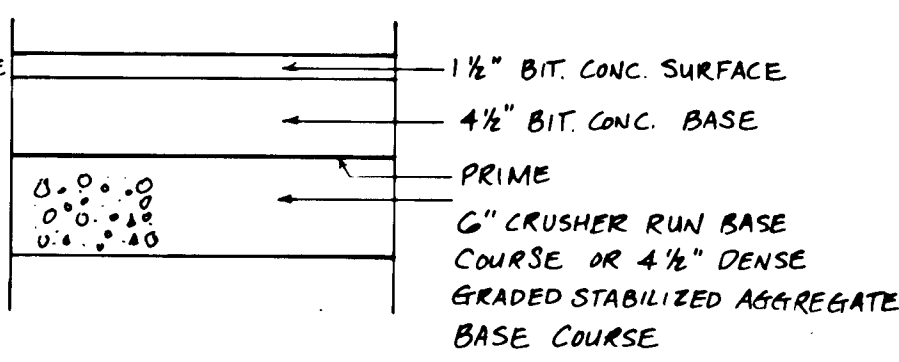 E
1½" BIT. CONC. SURFACE
4½" BIT. CONC. BASE
PRIME
6" CRUSHER RUN BASE
COURSE OR 4½" DENSE
GRADED STABILIZED AGGREGATE
BASE COURSE